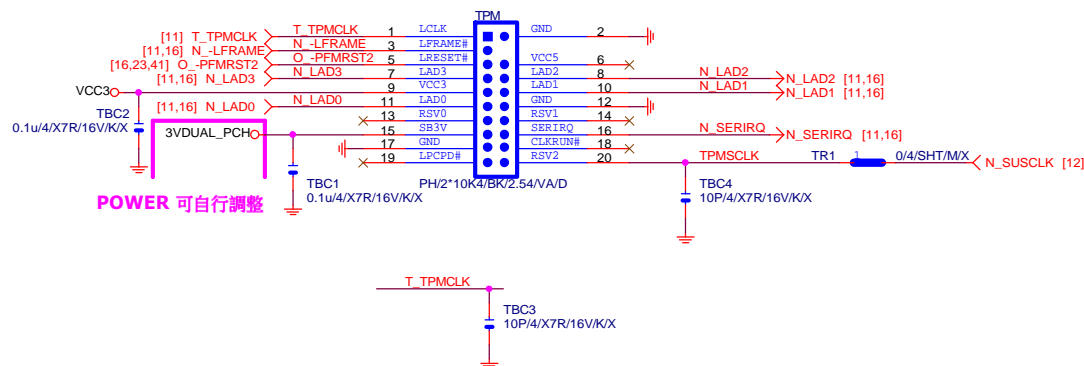 TPM
[11] T_TPMCLK T_TPMCLK 1 LCLK GND 2
[11,16] N_-LFRAME N_-LFRAME 3 LFRAME#
[16,23,41] O_-PFMRST2 O_-PFMRST2 5 LRESET# VCC5 6
[11,16] N_LAD3 N_LAD3 7 LAD3 LAD2 8 N_LAD2 N_LAD2 [11,16]
VCC3 9 VCC3 LAD1 10 N_LAD1 N_LAD1 [11,16]
[11,16] N_LAD0 N_LAD0 11 LAD0 GND 12
13 RSV0 RSV1 14
3VDUAL_PCH 15 SB3V SERIRQ 16 N_SERIRQ N_SERIRQ [11,16]
17 GND CLKRUN# 18
19 LPCPD# RSV2 20 TPMSCLK TR1 1 0/4/SHT/M/X N_SUSCLK [12]
TBC2
0.1u/4/X7R/16V/K/X
PH/2*10K4/BK/2.54/VA/D
TBC1
0.1u/4/X7R/16V/K/X
TBC4
10P/4/X7R/16V/K/X
POWER 可自行調整
T_TPMCLK
TBC3
10P/4/X7R/16V/K/X